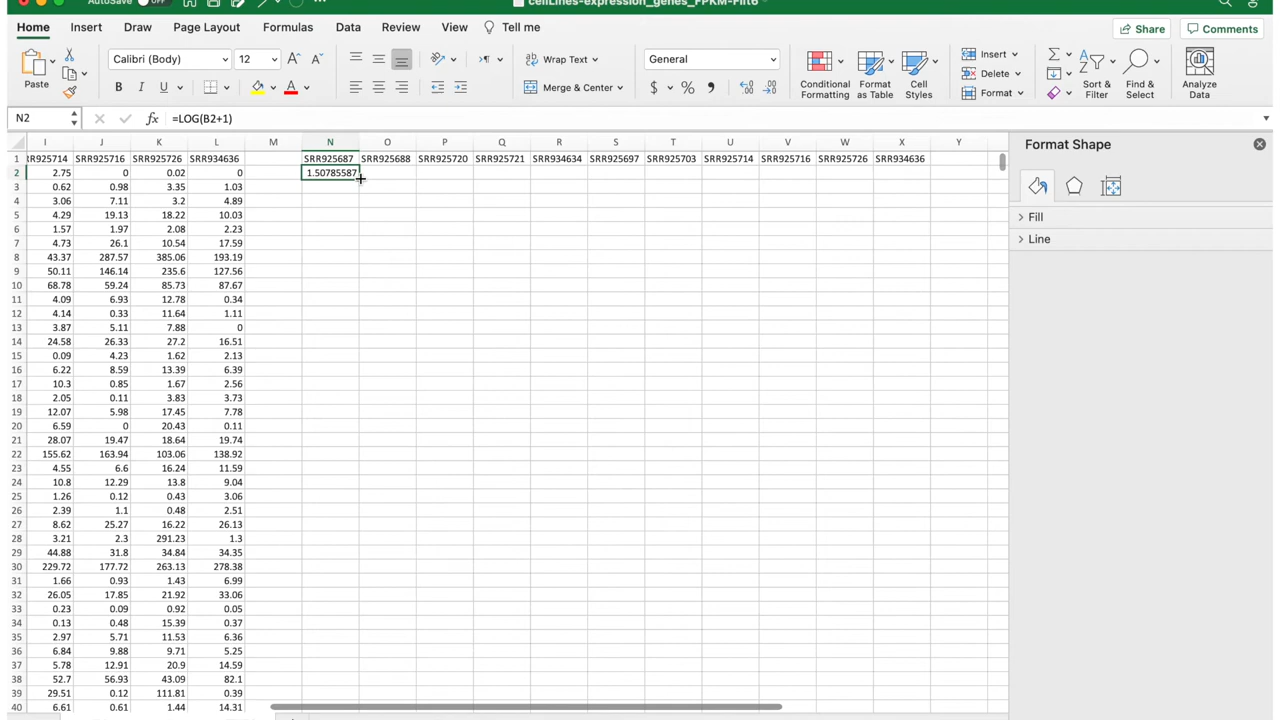 AutoSave OFF cellLines-expression_genes_FPKM-Filt6
Home Insert Draw Page Layout Formulas Data Review View Tell me Share Comments
Paste Calibri (Body) 12 A A Wrap Text General Conditional Formatting Format as Table Cell Styles Insert Delete Format Sort & Filter Find & Select Analyze Data
B I U A Merge & Center $ % 9
N2 fx =LOG(B2+1)
I J K L M N O P Q R S T U V W X Y
1 RR925714 SRR925716 SRR925726 SRR934636 SRR925687 SRR925688 SRR925720 SRR925721 SRR934634 SRR925697 SRR925703 SRR925714 SRR925716 SRR925726 SRR934636
2 2.75 0 0.02 0 1.50785587
3 0.62 0.98 3.35 1.03
4 3.06 7.11 3.2 4.89
5 4.29 19.13 18.22 10.03
6 1.57 1.97 2.08 2.23
7 4.73 26.1 10.54 17.59
8 43.37 287.57 385.06 193.19
9 50.11 146.14 235.6 127.56
10 68.78 59.24 85.73 87.67
11 4.09 6.93 12.78 0.34
12 4.14 0.33 11.64 1.11
13 3.87 5.11 7.88 0
14 24.58 26.33 27.2 16.51
15 0.09 4.23 1.62 2.13
16 6.22 8.59 13.39 6.39
17 10.3 0.85 1.67 2.56
18 2.05 0.11 3.83 3.73
19 12.07 5.98 17.45 7.78
20 6.59 0 20.43 0.11
21 28.07 19.47 18.64 19.74
22 155.62 163.94 103.06 138.92
23 4.55 6.6 16.24 11.59
24 10.8 12.29 13.8 9.04
25 1.26 0.12 0.43 3.06
26 2.39 1.1 0.48 2.51
27 8.62 25.27 16.22 26.13
28 3.21 2.3 291.23 1.3
29 44.88 31.8 34.84 34.35
30 229.72 177.72 263.13 278.38
31 1.66 0.93 1.43 6.99
32 26.05 17.85 21.92 33.06
33 0.23 0.09 0.92 0.05
34 0.13 0.48 15.39 0.37
35 2.97 5.71 11.53 6.36
36 6.84 9.88 9.71 5.25
37 5.78 12.91 20.9 14.59
38 52.7 56.93 43.09 82.1
39 29.51 0.12 111.81 0.39
40 6.61 0.61 1.44 14.31
Format Shape
Fill
Line